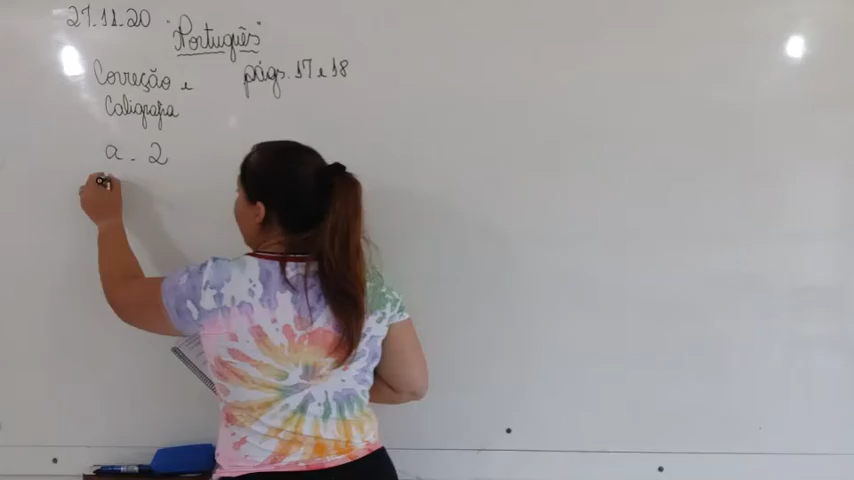 27.11.20 "Português"
Correção e págs. 17 e 18
Caligrafia
a - 2